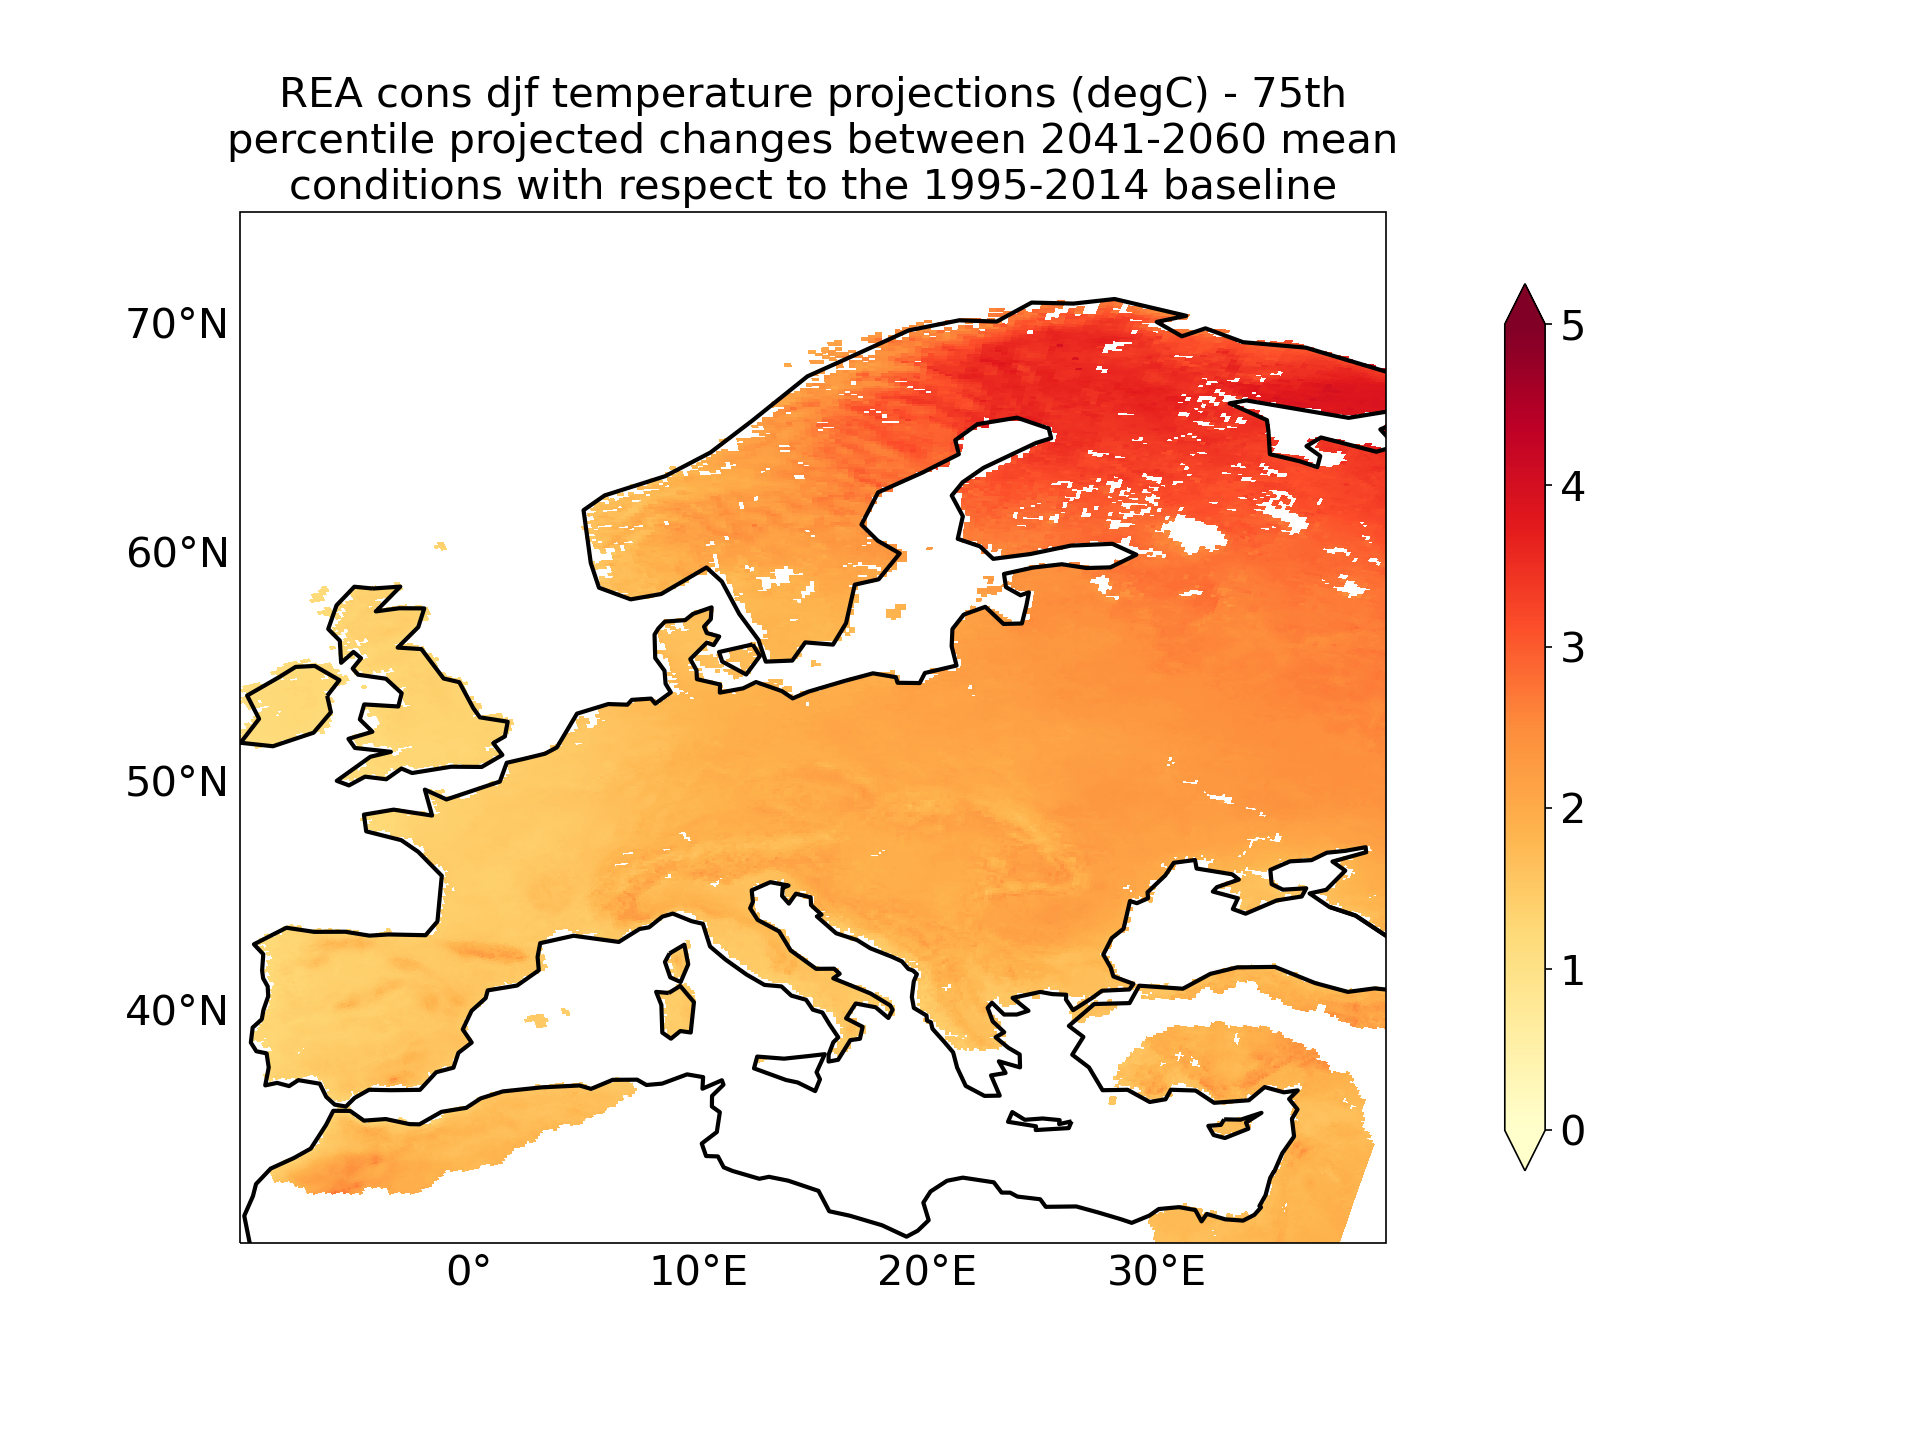 REA cons djf temperature projections (degC) - 75th
percentile projected changes between 2041-2060 mean
conditions with respect to the 1995-2014 baseline
70°N
60°N
50°N
40°N
0°
10°E
20°E
30°E
5
4
3
2
1
0